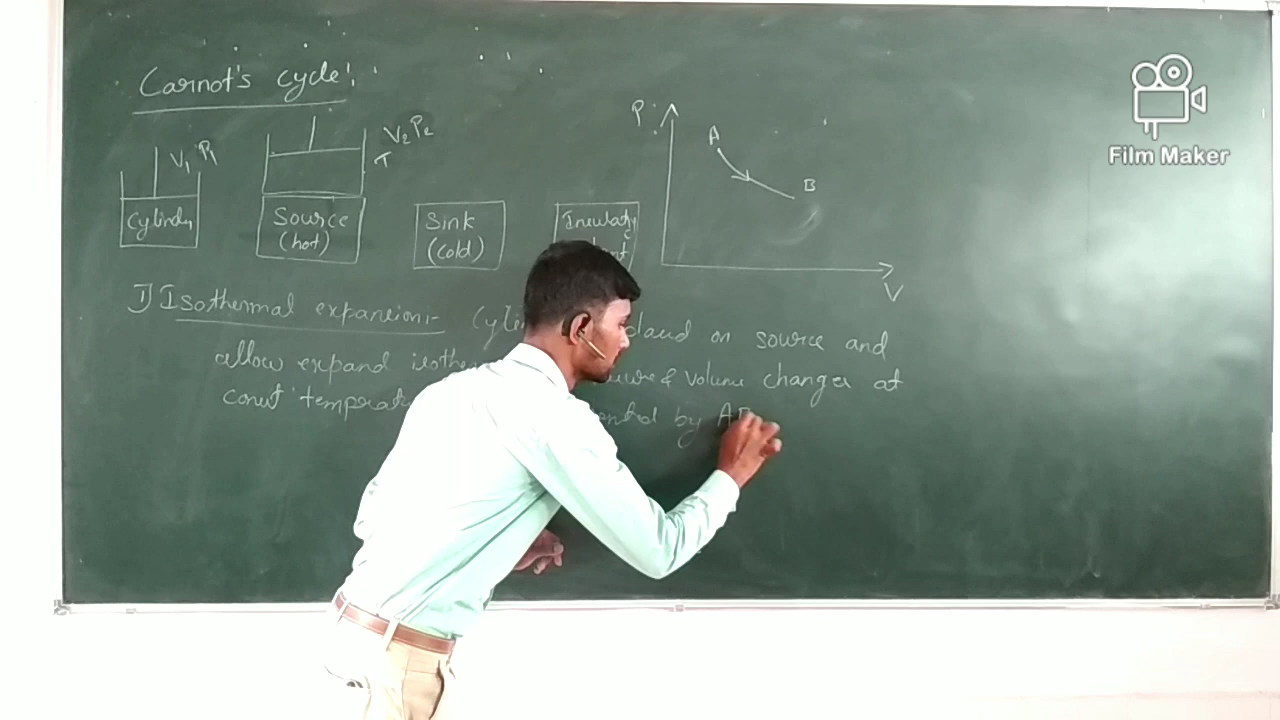 Carnot's cycle:
V1 P1
Cylinder
V2 P2
T
Source
(hot)
Sink
(cold)
P
A
B
V
Film Maker
I) Isothermal expansion:- on source and
allow expand & volume changes at
const temperat by AB